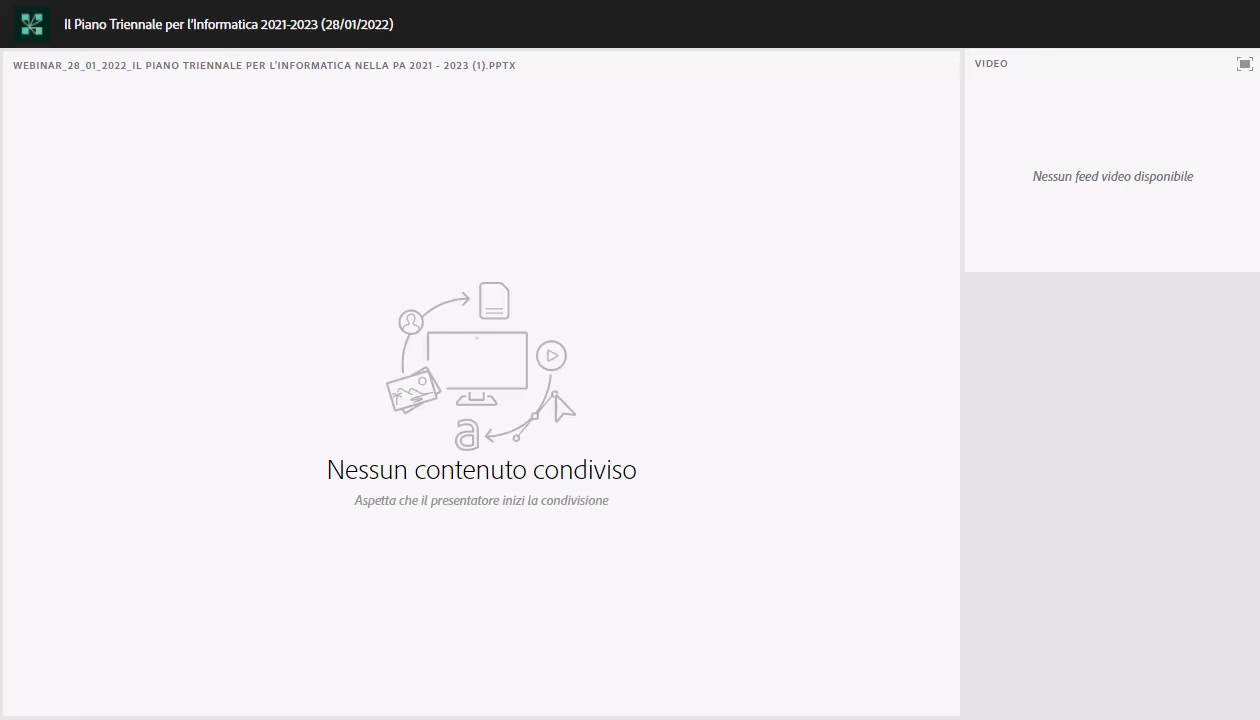 Il Piano Triennale per l'Informatica 2021-2023 (28/01/2022)
WEBINAR_28_01_2022_IL PIANO TRIENNALE PER L'INFORMATICA NELLA PA 2021 - 2023 (1).PPTX
VIDEO
Nessun feed video disponibile
a
Nessun contenuto condiviso
Aspetta che il presentatore inizi la condivisione